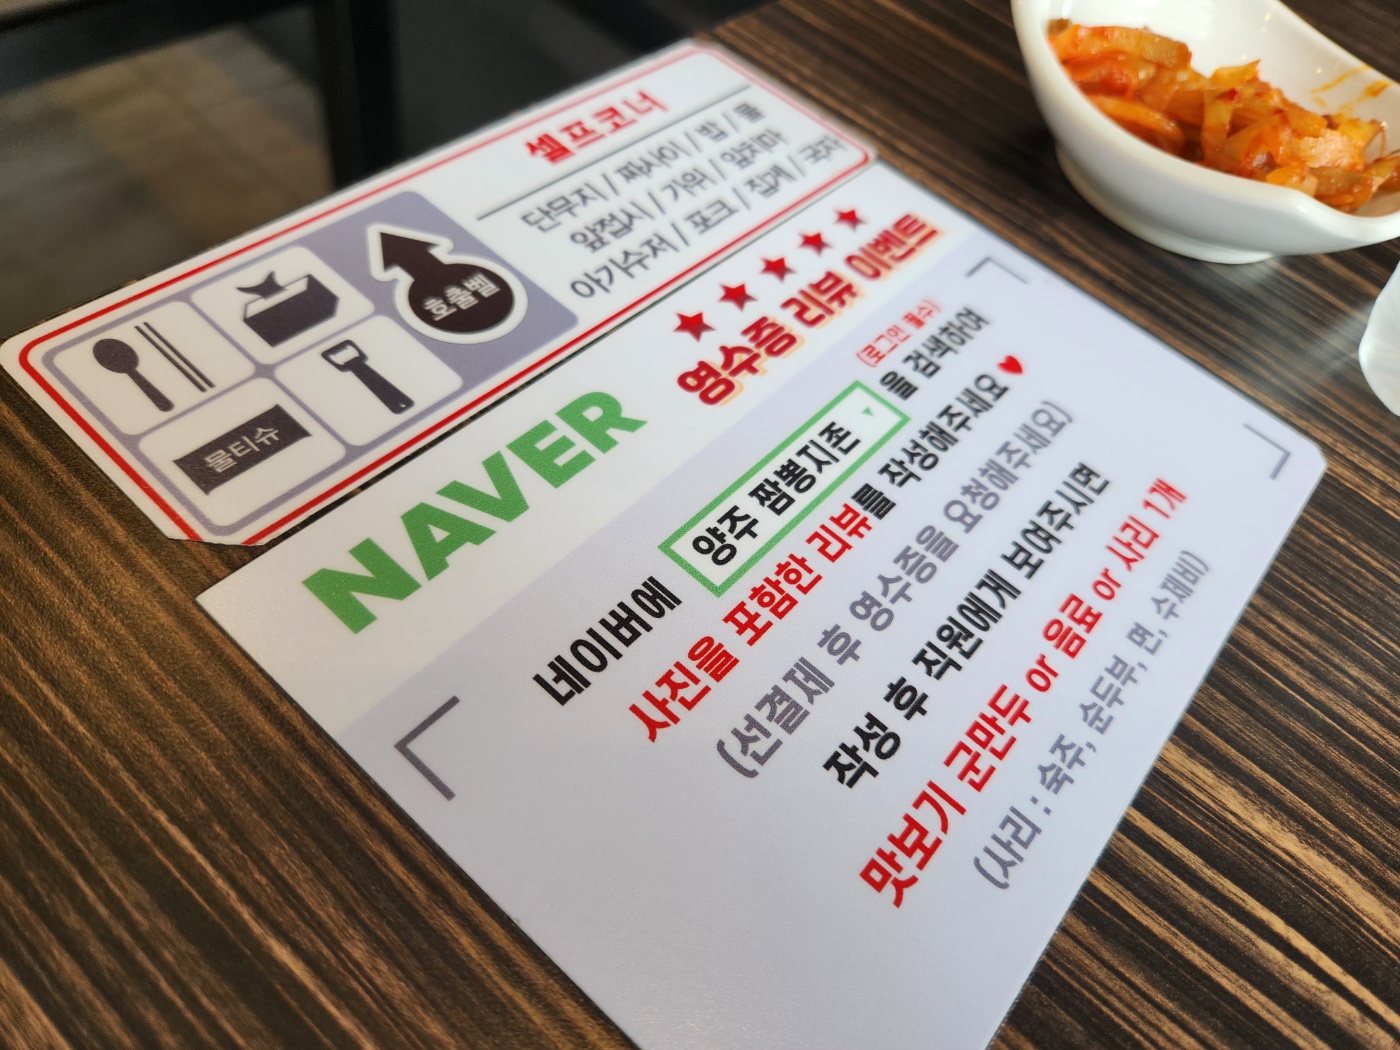 셀프코너
단무지 / 짜사이 / 밥 / 물
앞접시 / 가위 / 앞치마
아기수저 / 포크 / 집게 / 국자
호출벨
물티슈
NAVER
★★★★★
영수증 리뷰 이벤트
(로그인 필수)
네이버에 양주 짬뽕지존 을 검색하여
사진을 포함한 리뷰를 작성해주세요♥
(선결제 후 영수증을 요청해주세요)
작성 후 직원에게 보여주시면
맛보기 군만두 or 음료 or 사리 1개
(사리 : 숙주, 순두부, 면, 수제비)